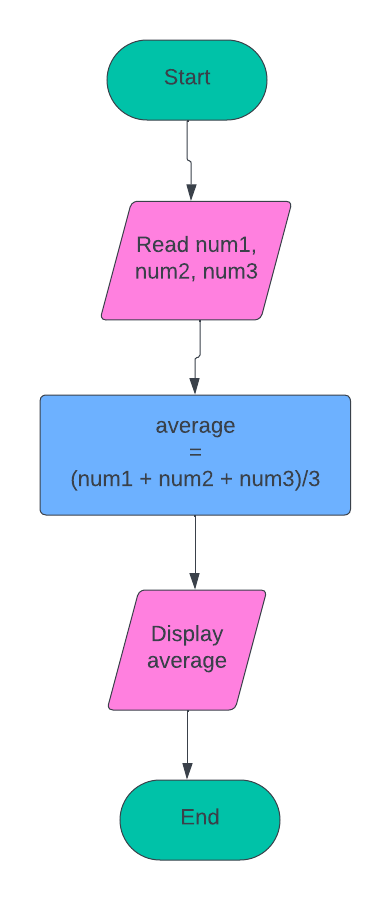 Start
Read num1,
num2, num3
average
=
(num1 + num2 + num3)/3
Display
average
End